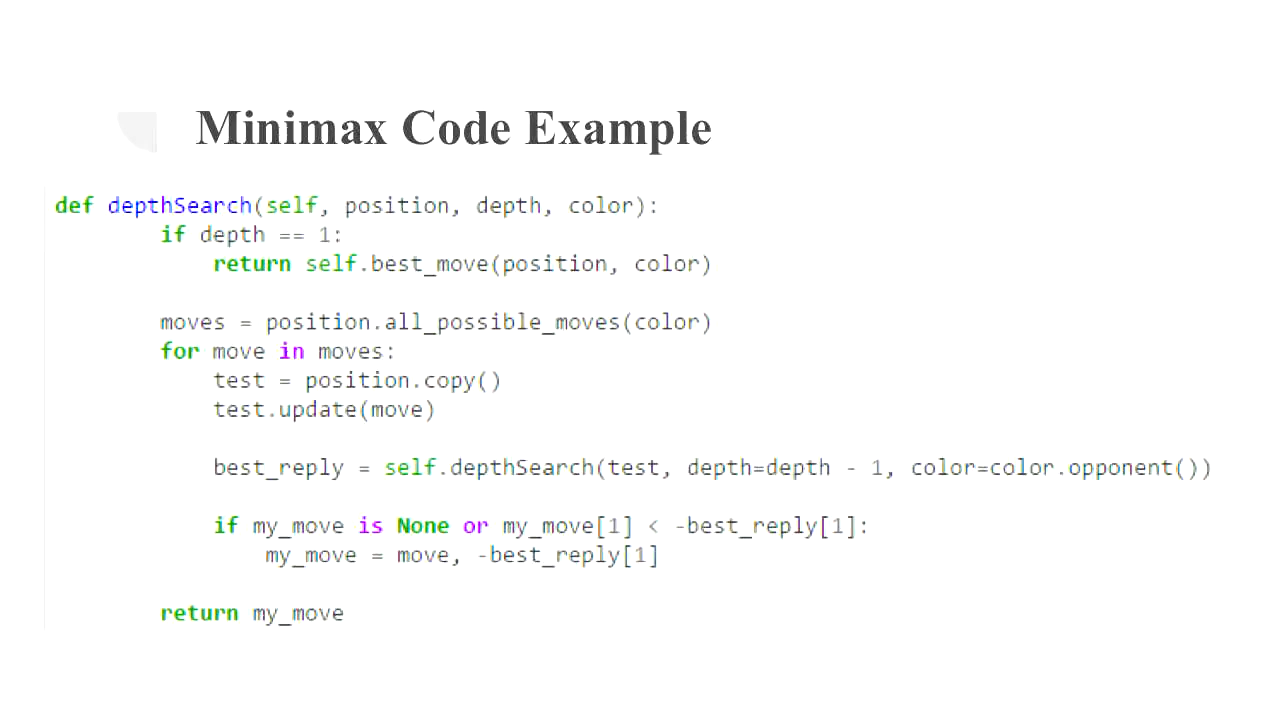 Minimax Code Example
def depthSearch(self, position, depth, color):
        if depth == 1:
            return self.best_move(position, color)

        moves = position.all_possible_moves(color)
        for move in moves:
            test = position.copy()
            test.update(move)

            best_reply = self.depthSearch(test, depth=depth - 1, color=color.opponent())

            if my_move is None or my_move[1] < -best_reply[1]:
                my_move = move, -best_reply[1]

        return my_move